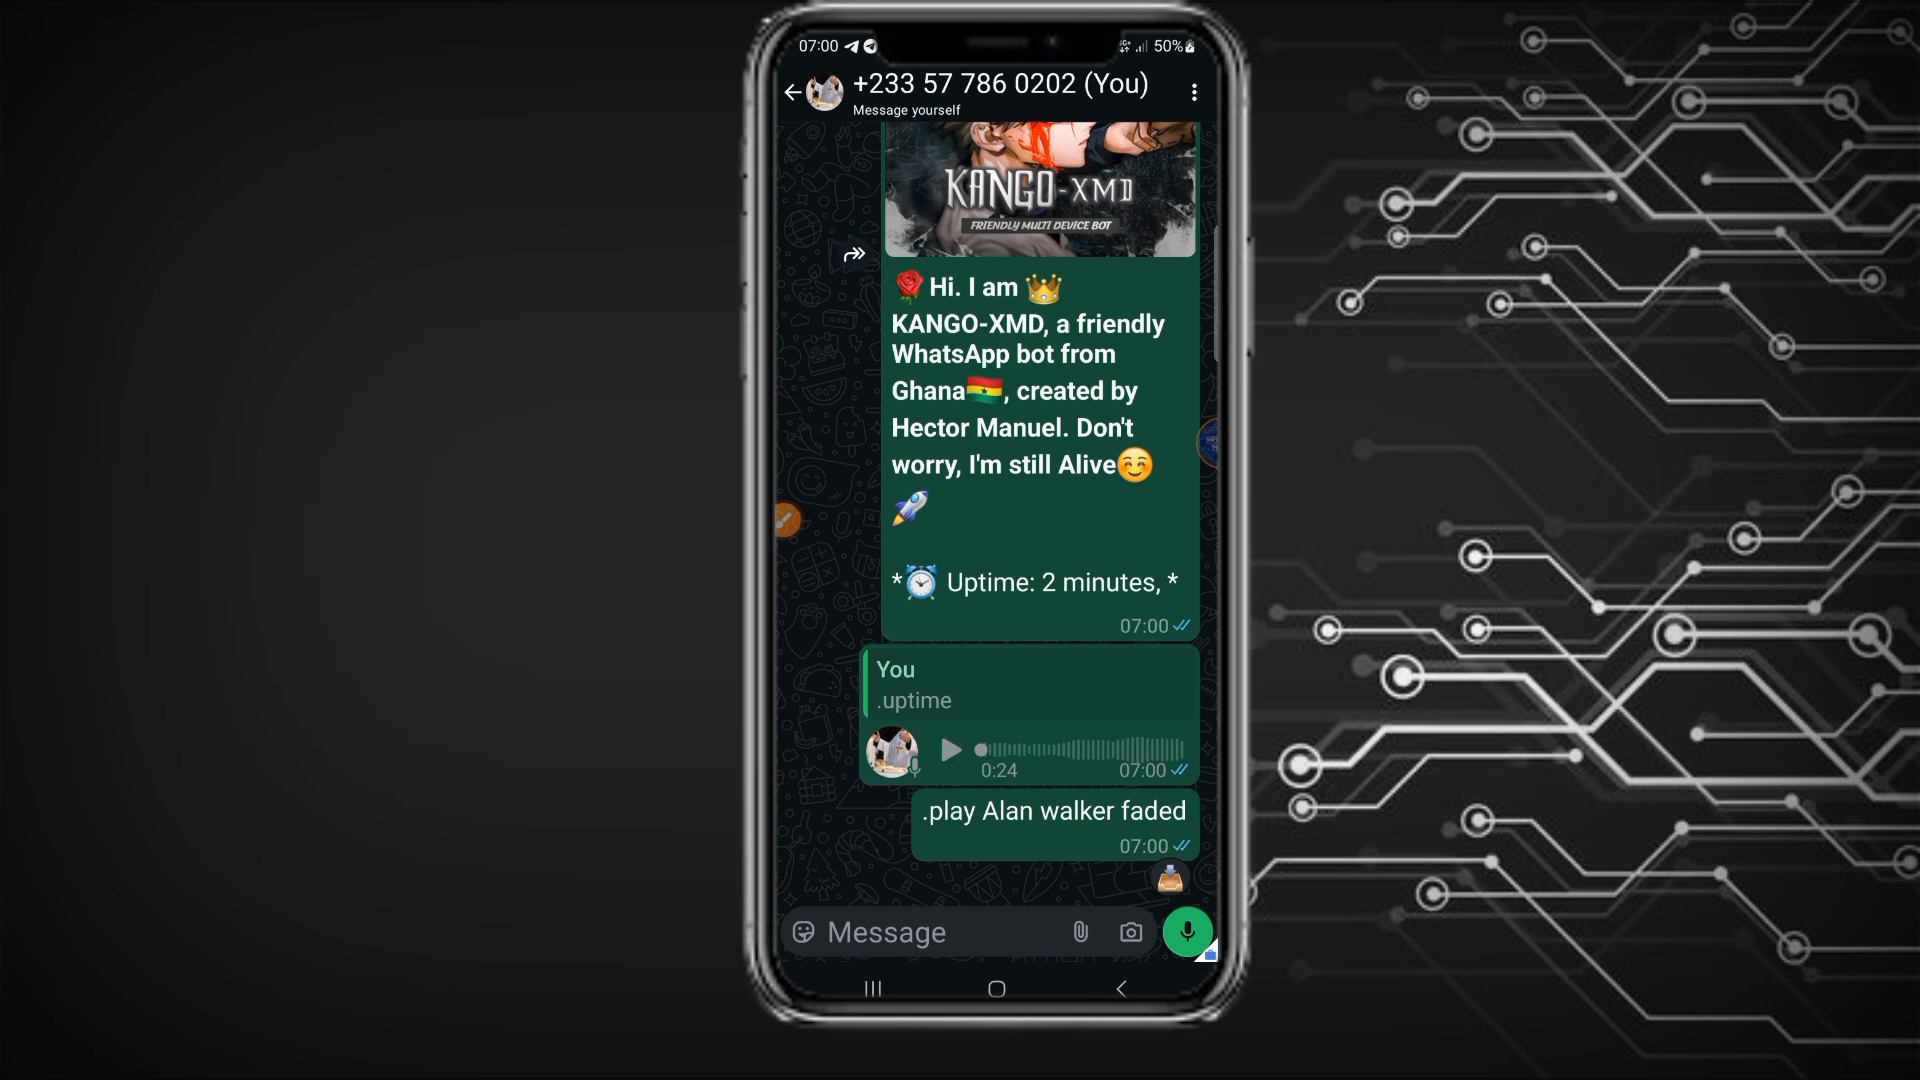 07:00 50%
+233 57 786 0202 (You)
Message yourself
KANGO-XMD
FRIENDLY MULTI DEVICE BOT
🌹 Hi. I am 👑
KANGO-XMD, a friendly
WhatsApp bot from
Ghana🇬🇭, created by
Hector Manuel. Don't
worry, I'm still Alive☺️
🚀
*⏰ Uptime: 2 minutes, *
07:00
You
.uptime
0:24 07:00
.play Alan walker faded
07:00
Message